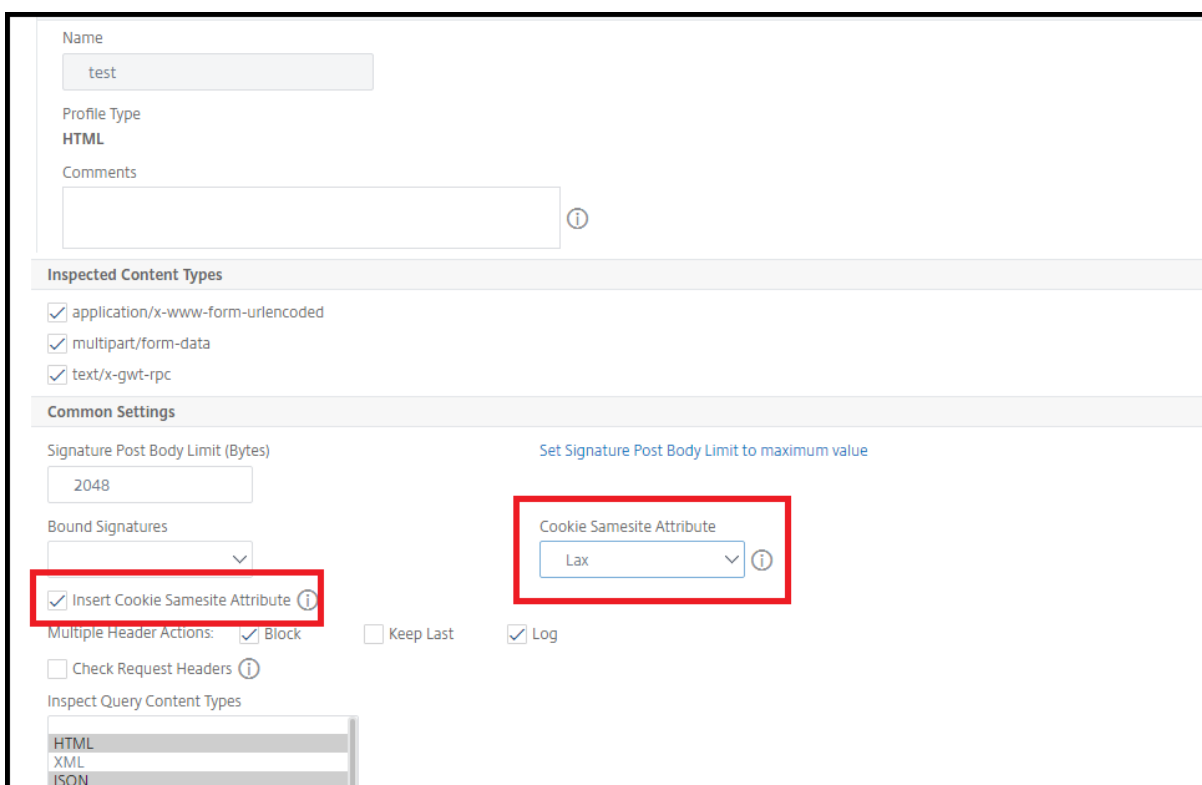 Name
test
Profile Type
HTML
Comments
Inspected Content Types
application/x-www-form-urlencoded
multipart/form-data
text/x-gwt-rpc
Common Settings
Signature Post Body Limit (Bytes)
Set Signature Post Body Limit to maximum value
2048
Bound Signatures
Cookie Samesite Attribute
Lax
Insert Cookie Samesite Attribute
Multiple Header Actions: Block Keep Last Log
Check Request Headers
Inspect Query Content Types
HTML
XML
JSON